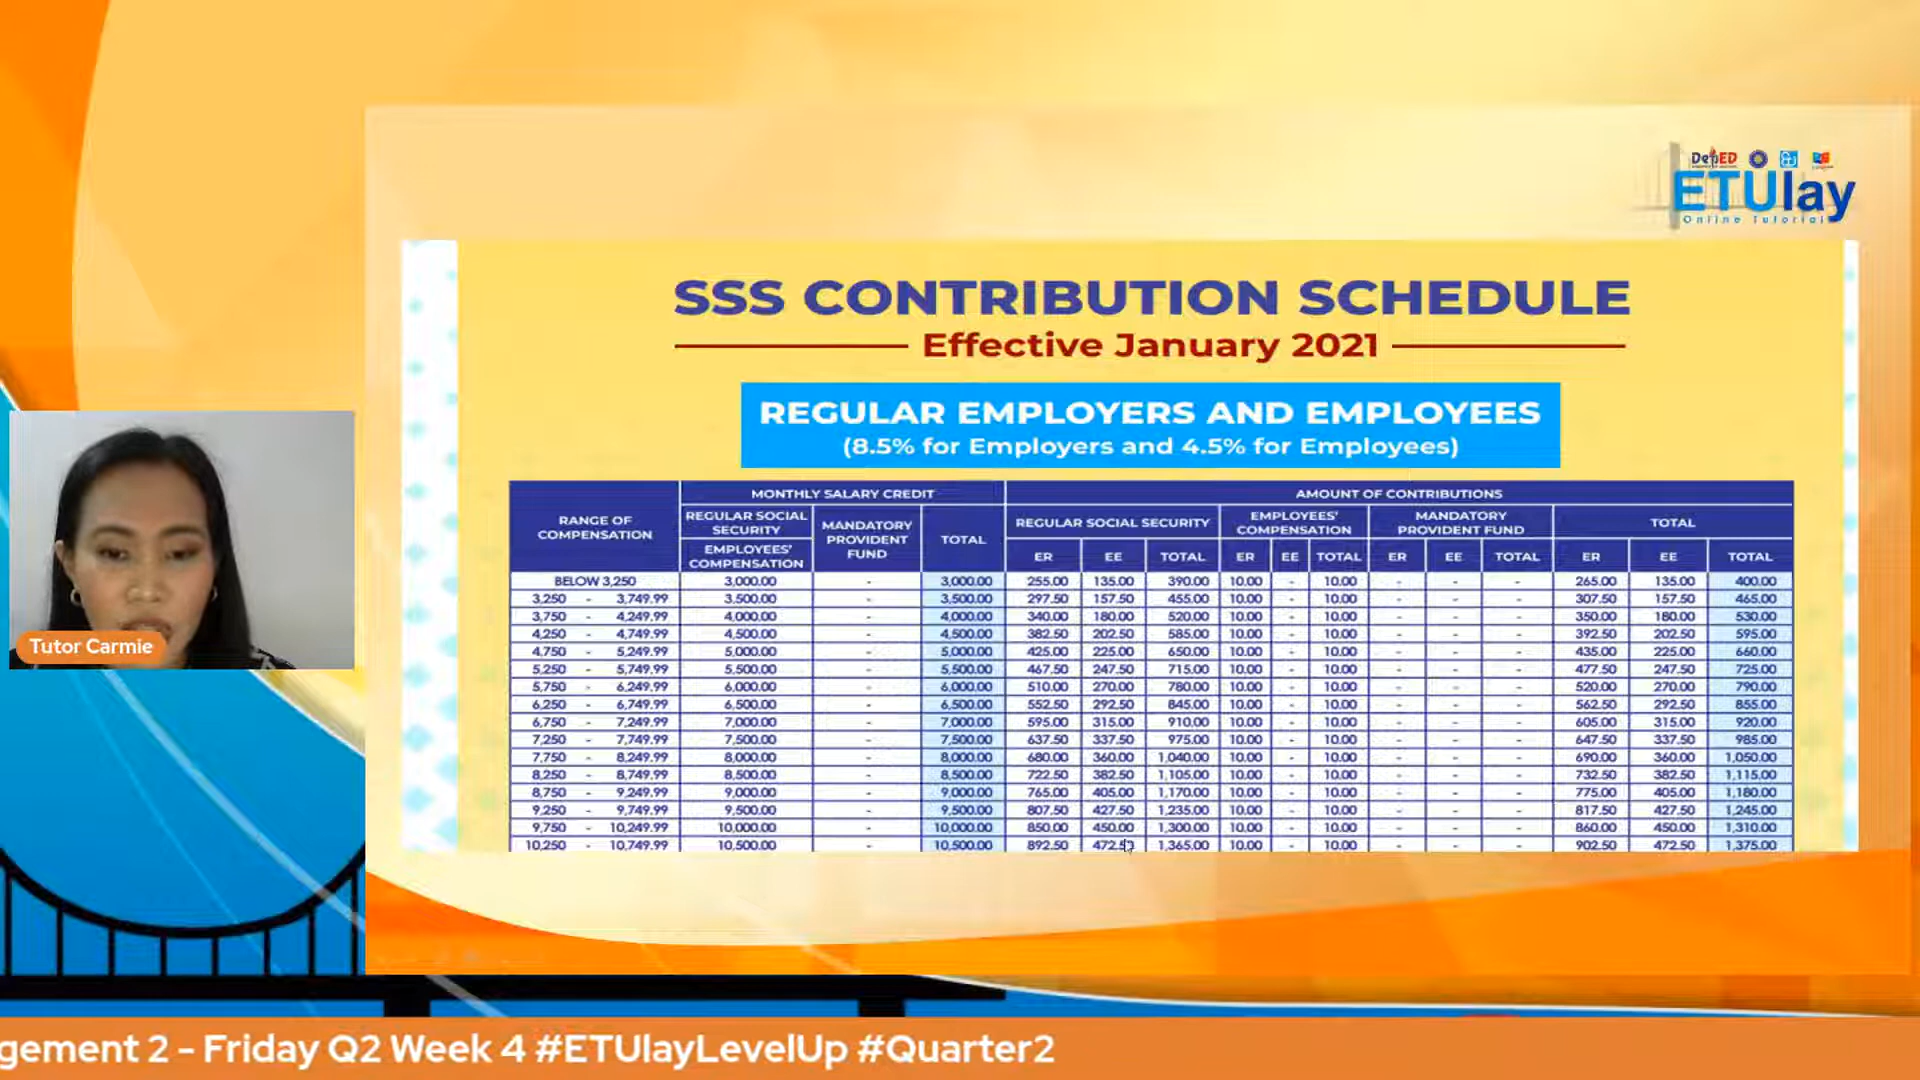 DepED
ETUlay
Online Tutorial
SSS CONTRIBUTION SCHEDULE
Effective January 2021
REGULAR EMPLOYERS AND EMPLOYEES
(8.5% for Employers and 4.5% for Employees)
RANGE OF COMPENSATION
MONTHLY SALARY CREDIT
AMOUNT OF CONTRIBUTIONS
REGULAR SOCIAL SECURITY
EMPLOYEES' COMPENSATION
MANDATORY PROVIDENT FUND
TOTAL
REGULAR SOCIAL SECURITY
EMPLOYEES' COMPENSATION
MANDATORY PROVIDENT FUND
TOTAL
ER EE TOTAL ER EE TOTAL ER EE TOTAL ER EE TOTAL
BELOW 3,250 3,000.00 - 3,000.00 255.00 135.00 390.00 10.00 - 10.00 - - - 265.00 135.00 400.00
3,250 - 3,749.99 3,500.00 - 3,500.00 297.50 157.50 455.00 10.00 - 10.00 - - - 307.50 157.50 465.00
3,750 - 4,249.99 4,000.00 - 4,000.00 340.00 180.00 520.00 10.00 - 10.00 - - - 350.00 180.00 530.00
4,250 - 4,749.99 4,500.00 - 4,500.00 382.50 202.50 585.00 10.00 - 10.00 - - - 392.50 202.50 595.00
4,750 - 5,249.99 5,000.00 - 5,000.00 425.00 225.00 650.00 10.00 - 10.00 - - - 435.00 225.00 660.00
5,250 - 5,749.99 5,500.00 - 5,500.00 467.50 247.50 715.00 10.00 - 10.00 - - - 477.50 247.50 725.00
5,750 - 6,249.99 6,000.00 - 6,000.00 510.00 270.00 780.00 10.00 - 10.00 - - - 520.00 270.00 790.00
6,250 - 6,749.99 6,500.00 - 6,500.00 552.50 292.50 845.00 10.00 - 10.00 - - - 562.50 292.50 855.00
6,750 - 7,249.99 7,000.00 - 7,000.00 595.00 315.00 910.00 10.00 - 10.00 - - - 605.00 315.00 920.00
7,250 - 7,749.99 7,500.00 - 7,500.00 637.50 337.50 975.00 10.00 - 10.00 - - - 647.50 337.50 985.00
7,750 - 8,249.99 8,000.00 - 8,000.00 680.00 360.00 1,040.00 10.00 - 10.00 - - - 690.00 360.00 1,050.00
8,250 - 8,749.99 8,500.00 - 8,500.00 722.50 382.50 1,105.00 10.00 - 10.00 - - - 732.50 382.50 1,115.00
8,750 - 9,249.99 9,000.00 - 9,000.00 765.00 405.00 1,170.00 10.00 - 10.00 - - - 775.00 405.00 1,180.00
9,250 - 9,749.99 9,500.00 - 9,500.00 807.50 427.50 1,235.00 10.00 - 10.00 - - - 817.50 427.50 1,245.00
9,750 - 10,249.99 10,000.00 - 10,000.00 850.00 450.00 1,300.00 10.00 - 10.00 - - - 860.00 450.00 1,310.00
10,250 - 10,749.99 10,500.00 - 10,500.00 892.50 472.50 1,365.00 10.00 - 10.00 - - - 902.50 472.50 1,375.00
Tutor Carmie
gement 2 - Friday Q2 Week 4 #ETUlayLevelUp #Quarter2